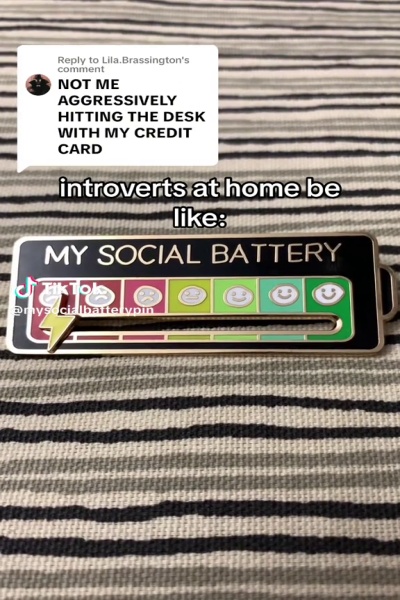 Reply to Lila.Brassington's
comment
NOT ME
AGGRESSIVELY
HITTING THE DESK
WITH MY CREDIT
CARD
introverts at home be
like:
MY SOCIAL BATTERY
TikTok
@mysocialbatterypin